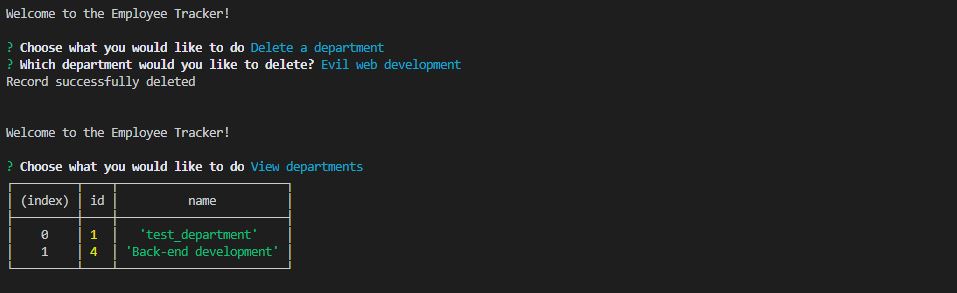 Welcome to the Employee Tracker!
? Choose what you would like to do Delete a department
? Which department would you like to delete? Evil web development
Record successfully deleted
Welcome to the Employee Tracker!
? Choose what you would like to do View departments
(index) id name
0 1 'test_department'
1 4 'Back-end development'